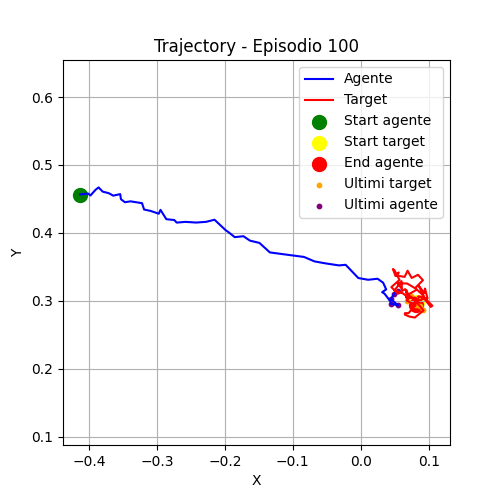 Trajectory - Episodio 100
Agente
Target
Start agente
Start target
End agente
Ultimi target
Ultimi agente
0.6
0.5
0.4
0.3
0.2
0.1
Y
−0.4
−0.3
−0.2
−0.1
0.0
0.1
X